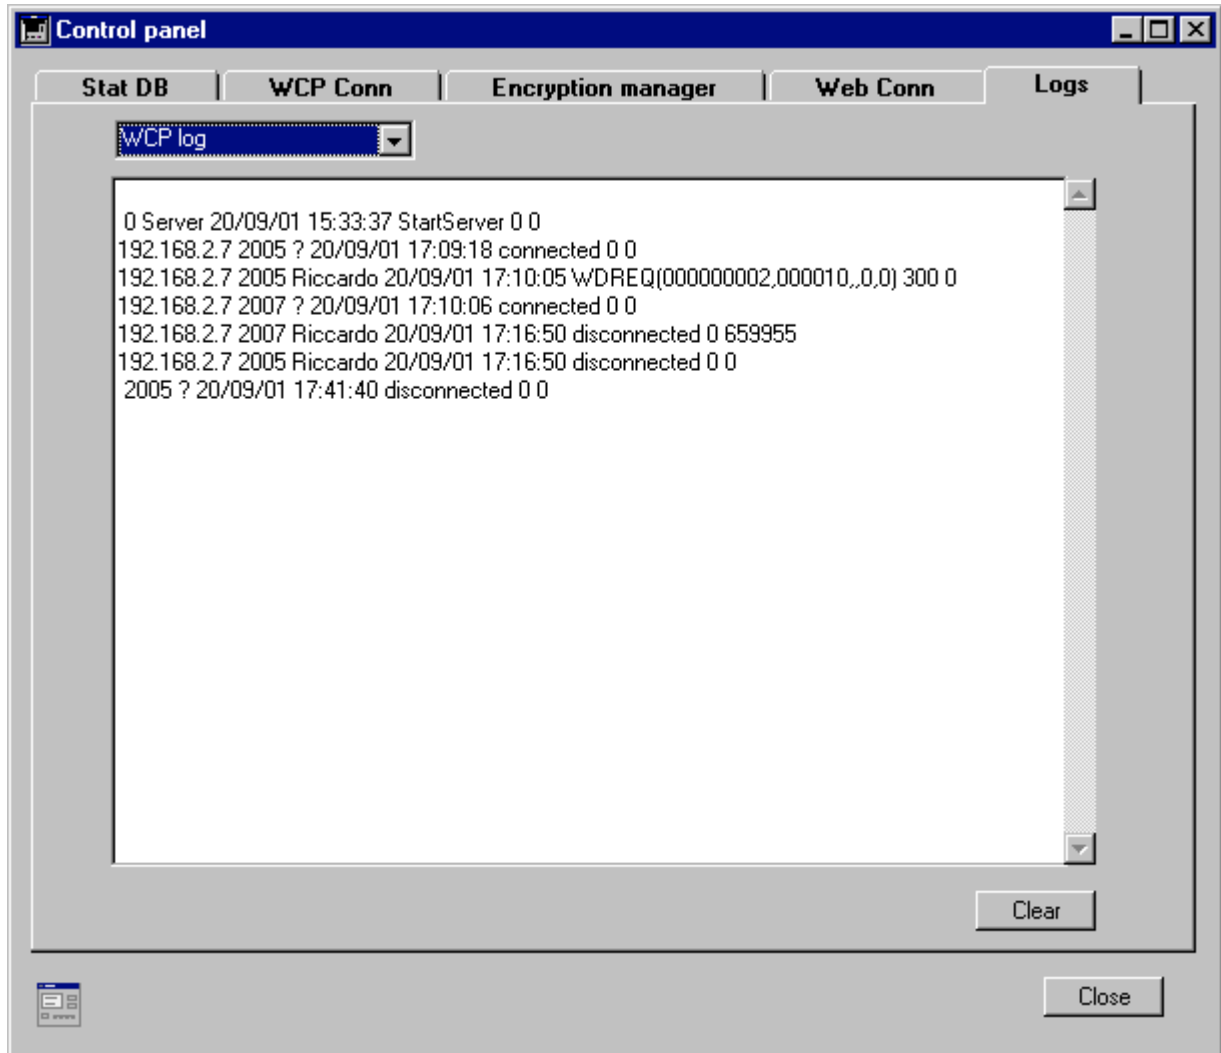 Control panel
Stat DB WCP Conn Encryption manager Web Conn Logs
WCP log
0 Server 20/09/01 15:33:37 StartServer 0 0
192.168.2.7 2005 ? 20/09/01 17:09:18 connected 0 0
192.168.2.7 2005 Riccardo 20/09/01 17:10:05 WDREQ(000000002,000010,,0,0) 300 0
192.168.2.7 2007 ? 20/09/01 17:10:06 connected 0 0
192.168.2.7 2007 Riccardo 20/09/01 17:16:50 disconnected 0 659955
192.168.2.7 2005 Riccardo 20/09/01 17:16:50 disconnected 0 0
2005 ? 20/09/01 17:41:40 disconnected 0 0
Clear
Close